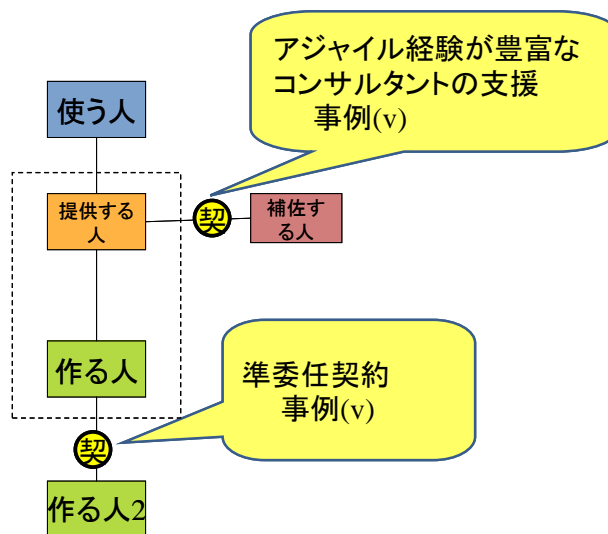 アジャイル経験が豊富な
コンサルタントの支援
事例(v)
使う人
提供する
人
契
補佐す
る人
作る人
準委任契約
事例(v)
契
作る人2